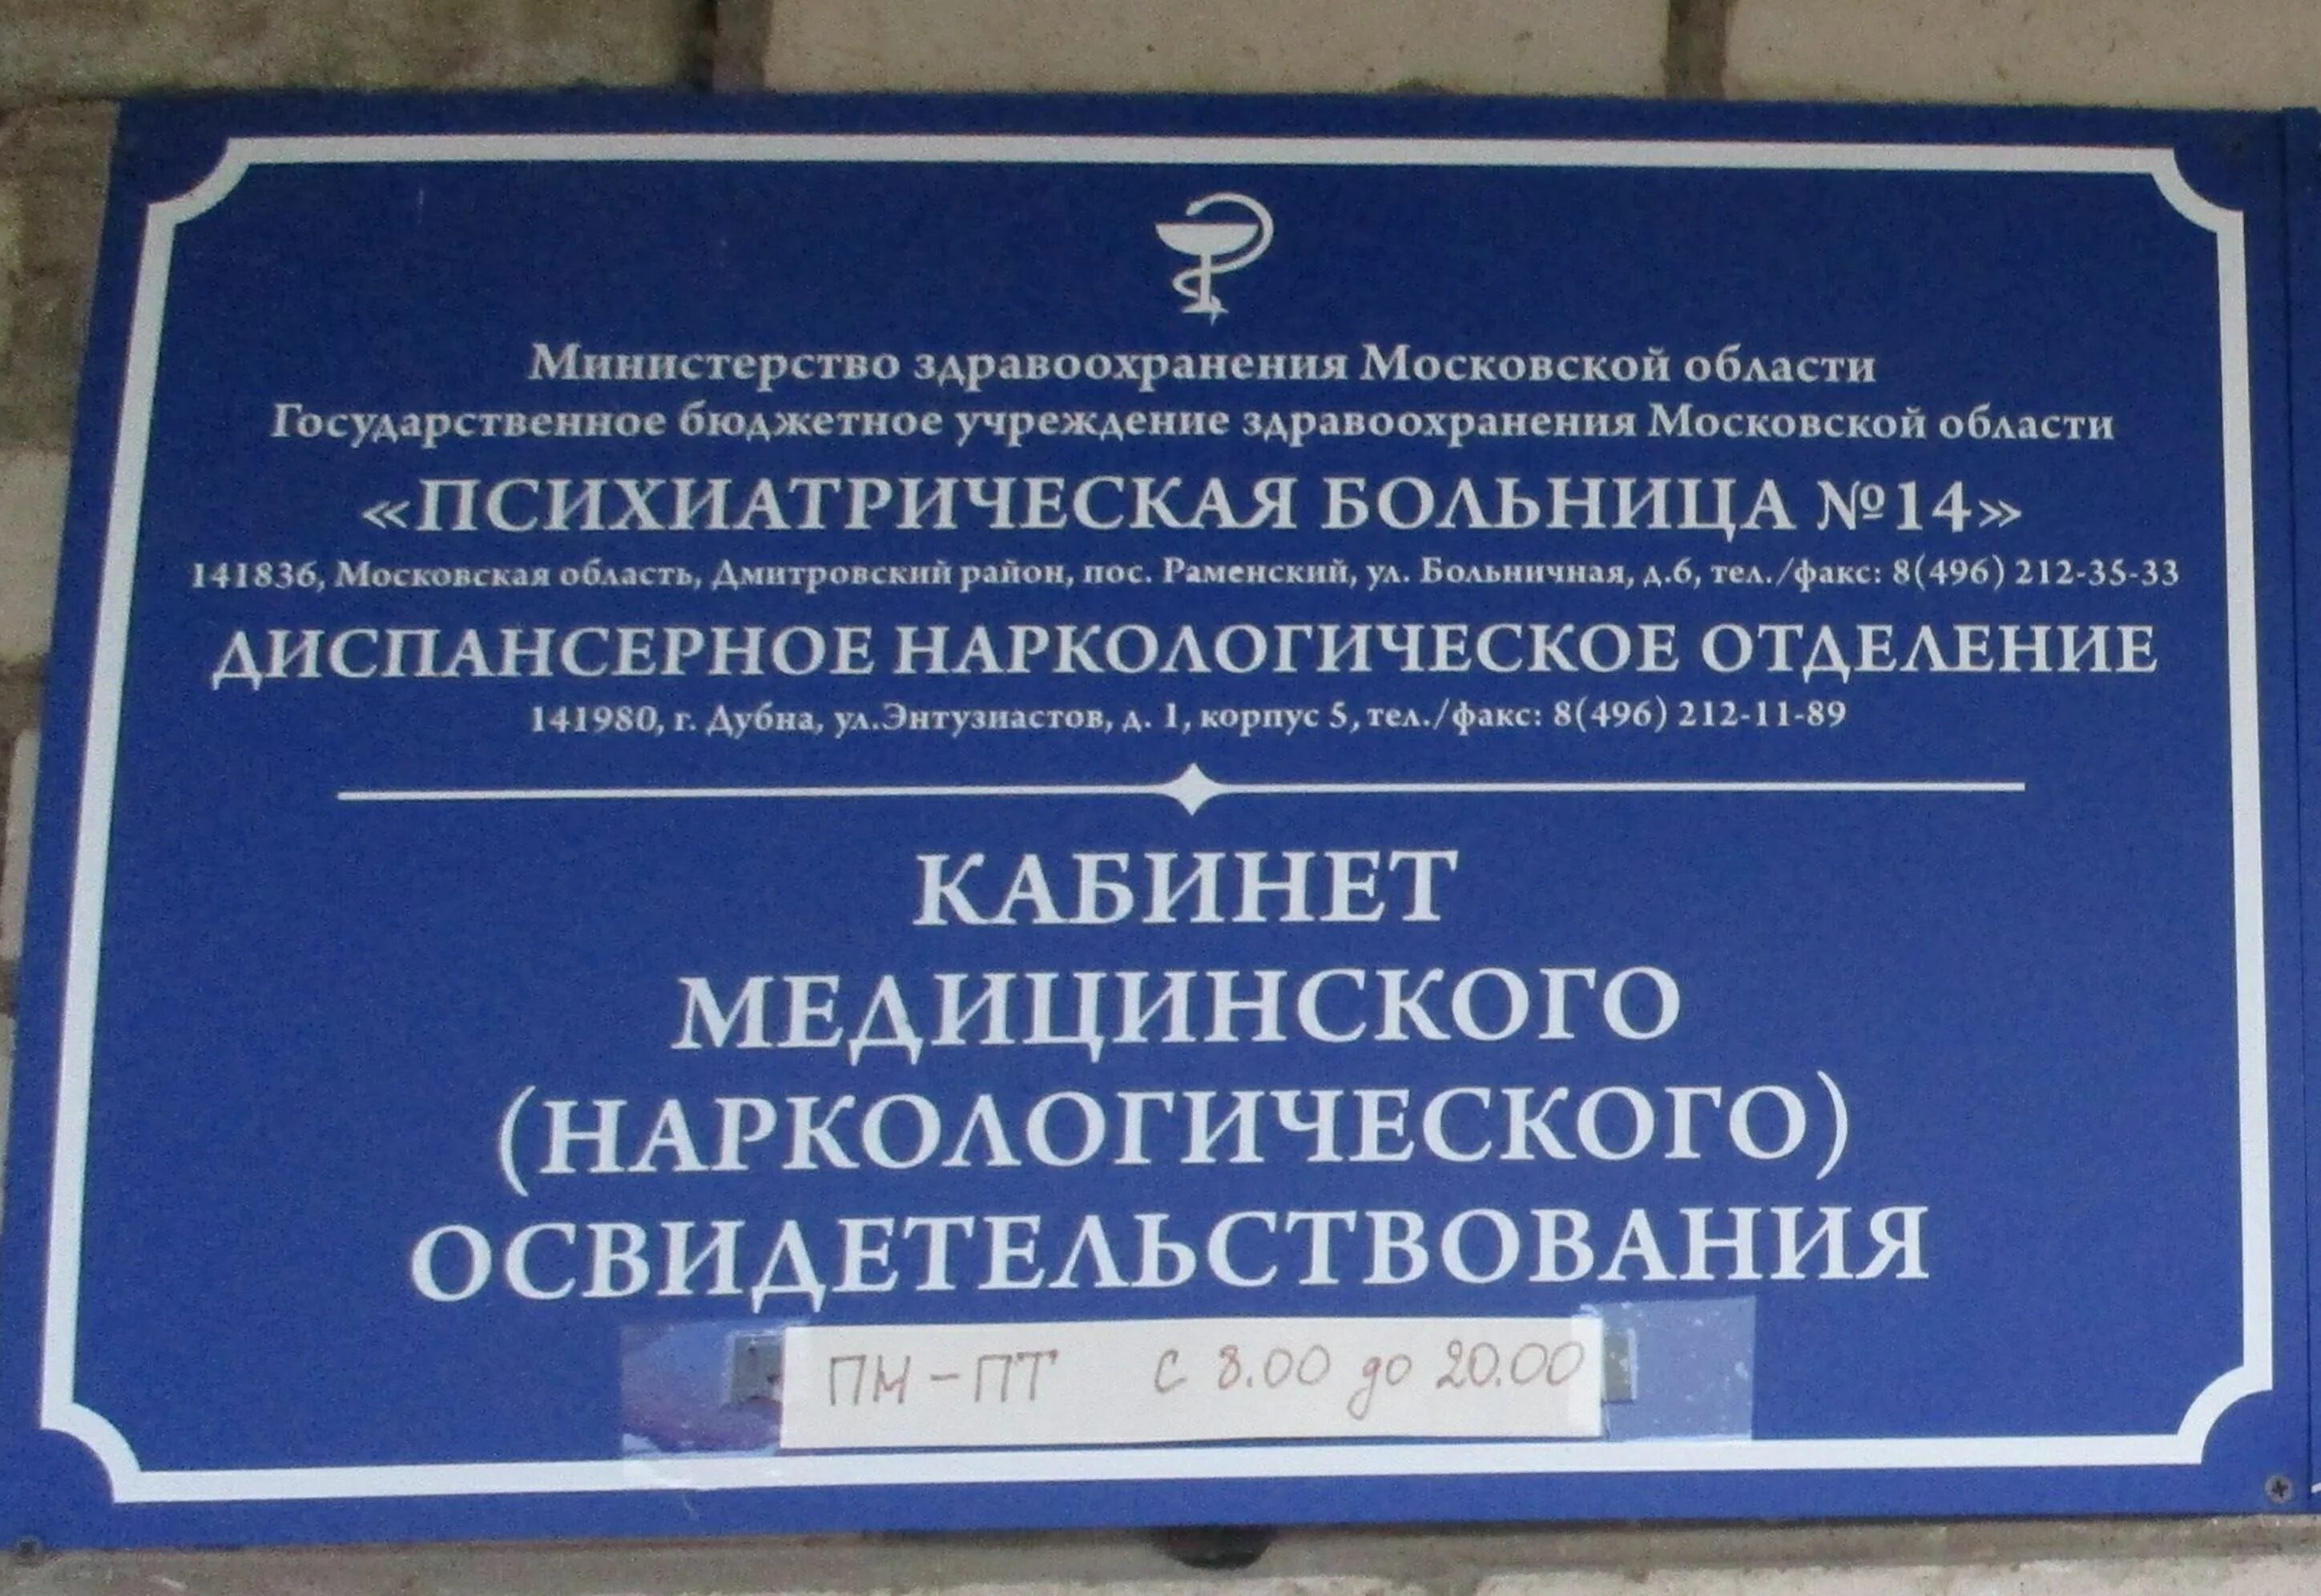 Министерство здравоохранения Московской области
Государственное бюджетное учреждение здравоохранения Московской области
«ПСИХИАТРИЧЕСКАЯ БОЛЬНИЦА №14»
141836, Московская область, Дмитровский район, пос. Раменский, ул. Больничная, д.6, тел./факс: 8(496) 212-35-33
ДИСПАНСЕРНОЕ НАРКОЛОГИЧЕСКОЕ ОТДЕЛЕНИЕ
141980, г. Дубна, ул.Энтузиастов, д. 1, корпус 5, тел./факс: 8(496) 212-11-89
КАБИНЕТ
МЕДИЦИНСКОГО
(НАРКОЛОГИЧЕСКОГО)
ОСВИДЕТЕЛЬСТВОВАНИЯ
ПН-ПТ с 8.00 до 20.00